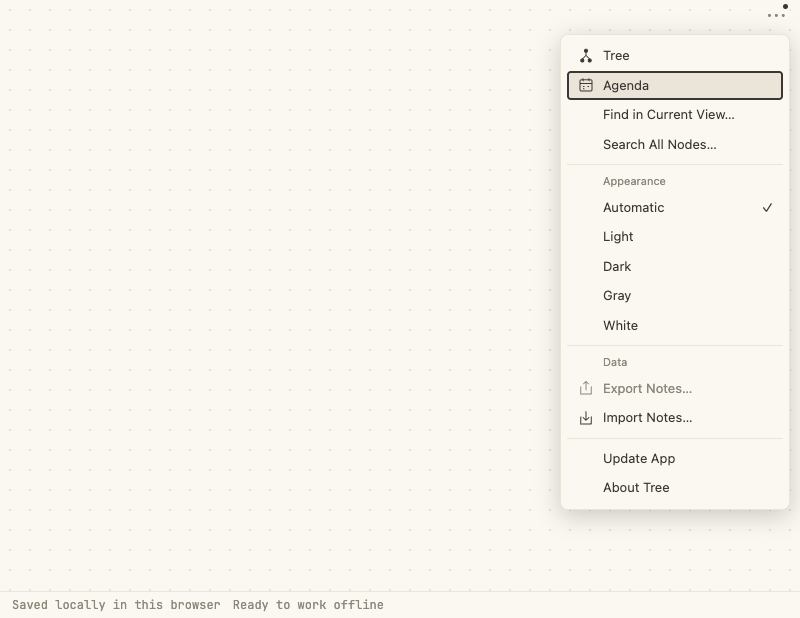 Tree
Agenda
Find in Current View...
Search All Nodes...
Appearance
Automatic
Light
Dark
Gray
White
Data
Export Notes...
Import Notes...
Update App
About Tree
Saved locally in this browser Ready to work offline